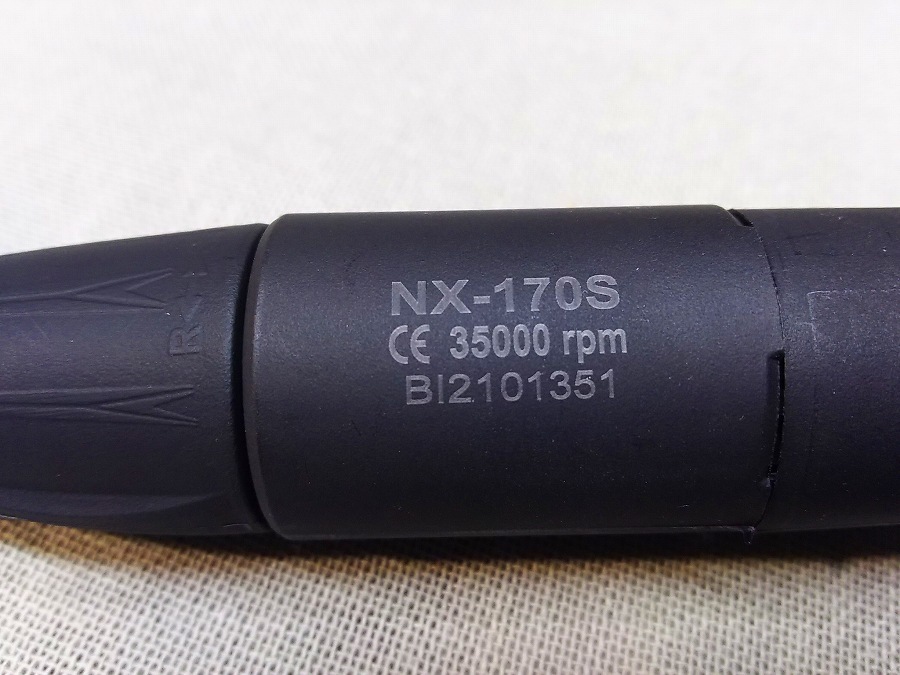 NX-170S
CE 35000 rpm
BI2101351
R